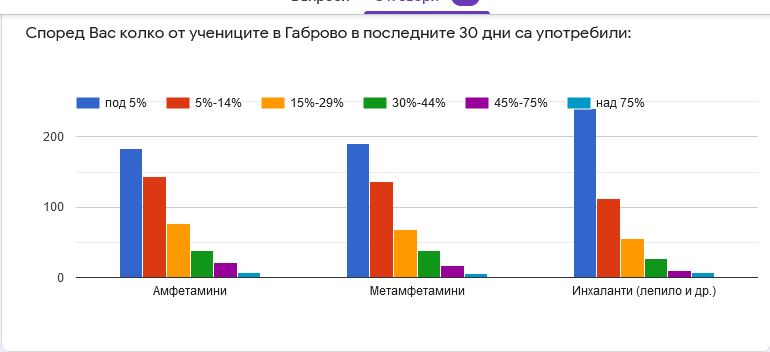 Според Вас колко от учениците в Габрово в последните 30 дни са употребили:
под 5% 5%-14% 15%-29% 30%-44% 45%-75% над 75%
200
100
0
Амфетамини Метамфетамини Инхаланти (лепило и др.)